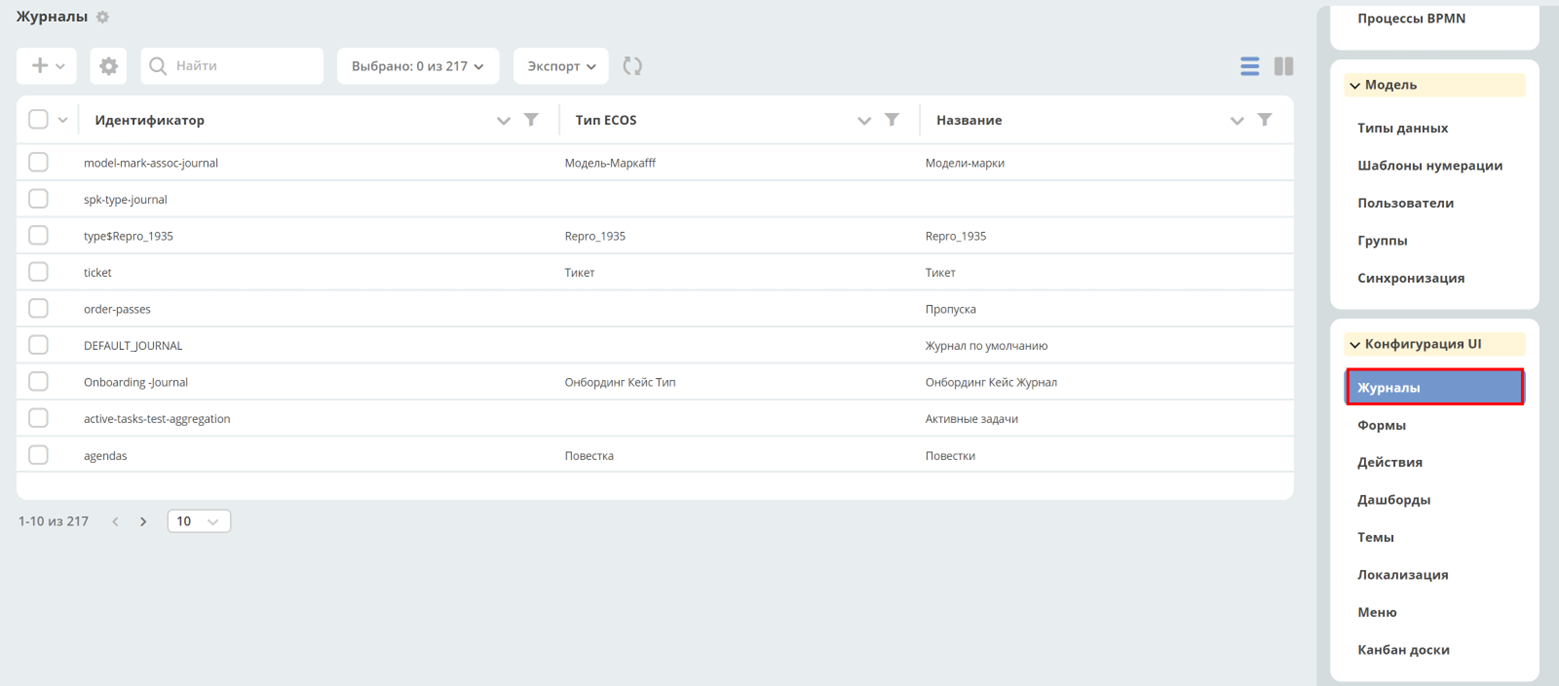 Журналы
Найти
Выбрано: 0 из 217
Экспорт
Идентификатор Тип ECOS Название
model-mark-assoc-journal Модель-Маркаfff Модели-марки
spk-type-journal
type$Repro_1935 Repro_1935 Repro_1935
ticket Тикет Тикет
order-passes Пропуска
DEFAULT_JOURNAL Журнал по умолчанию
Onboarding -Journal Онбординг Кейс Тип Онбординг Кейс Журнал
active-tasks-test-aggregation Активные задачи
agendas Повестка Повестки
1-10 из 217 10
Процессы BPMN
Модель
Типы данных
Шаблоны нумерации
Пользователи
Группы
Синхронизация
Конфигурация UI
Журналы
Формы
Действия
Дашборды
Темы
Локализация
Меню
Канбан доски